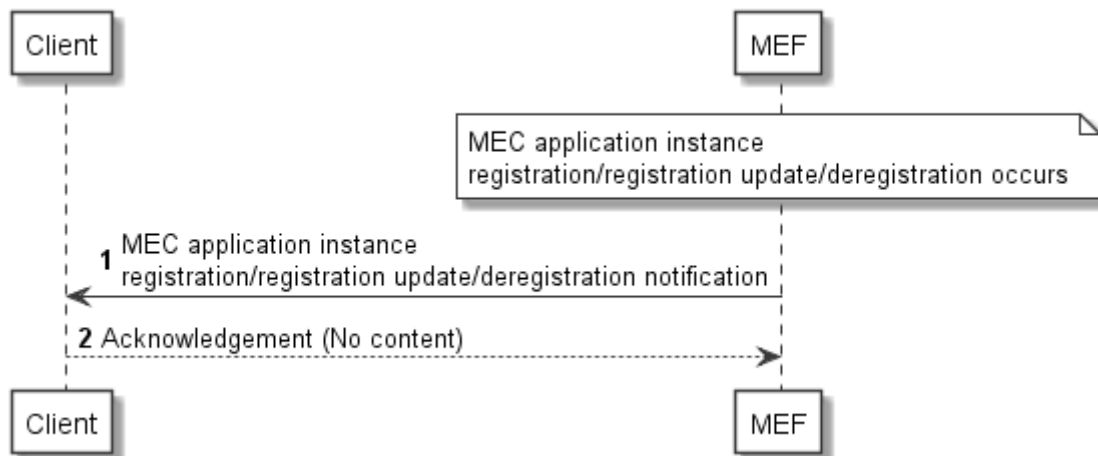 Client
MEF
MEC application instance
registration/registration update/deregistration occurs
1 MEC application instance
registration/registration update/deregistration notification
2 Acknowledgement (No content)
Client
MEF